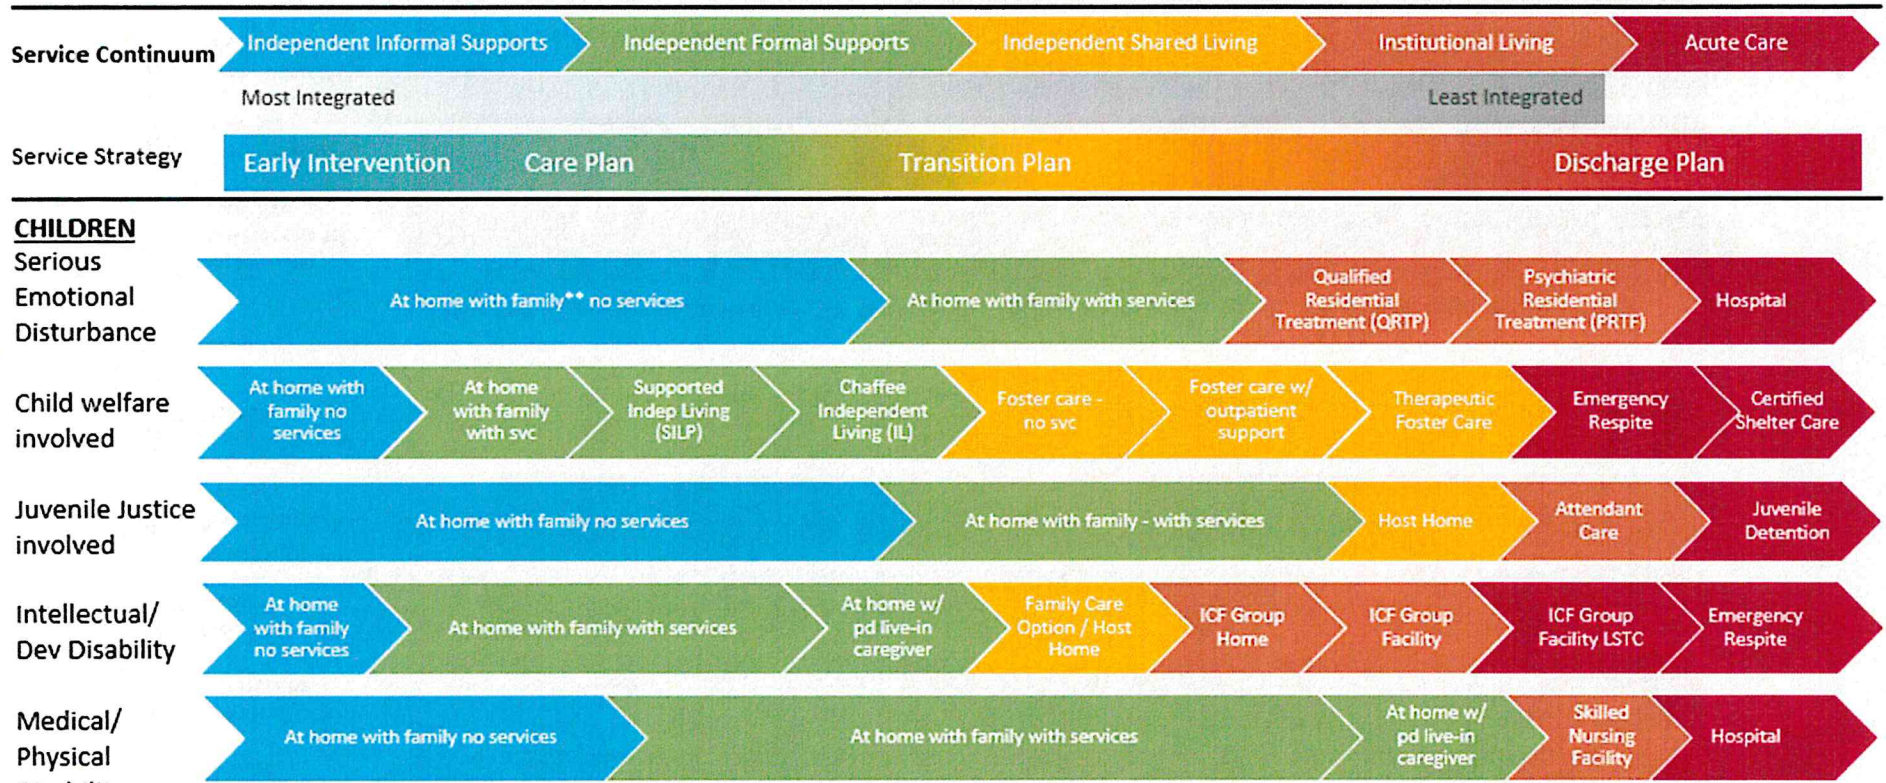 Service Continuum
Independent Informal Supports
Independent Formal Supports
Independent Shared Living
Institutional Living
Acute Care
Most Integrated
Least Integrated
Service Strategy
Early Intervention
Care Plan
Transition Plan
Discharge Plan
CHILDREN
Serious
Emotional
Disturbance
At home with family** no services
At home with family with services
Qualified
Residential
Treatment (QRTP)
Psychiatric
Residential
Treatment (PRTF)
Hospital
Child welfare
involved
At home with
family no
services
At home
with family
with svc
Supported
Indep Living
(SILP)
Chaffee
Independent
Living (IL)
Foster care -
no svc
Foster care w/
outpatient
support
Therapeutic
Foster Care
Emergency
Respite
Certified
Shelter Care
Juvenile Justice
involved
At home with family no services
At home with family - with services
Host Home
Attendant
Care
Juvenile
Detention
Intellectual/
Dev Disability
At home
with family
no services
At home with family with services
At home w/
pd live-in
caregiver
Family Care
Option / Host
Home
ICF Group
Home
ICF Group
Facility
ICF Group
Facility LSTC
Emergency
Respite
Medical/
Physical
At home with family no services
At home with family with services
At home w/
pd live-in
caregiver
Skilled
Nursing
Facility
Hospital